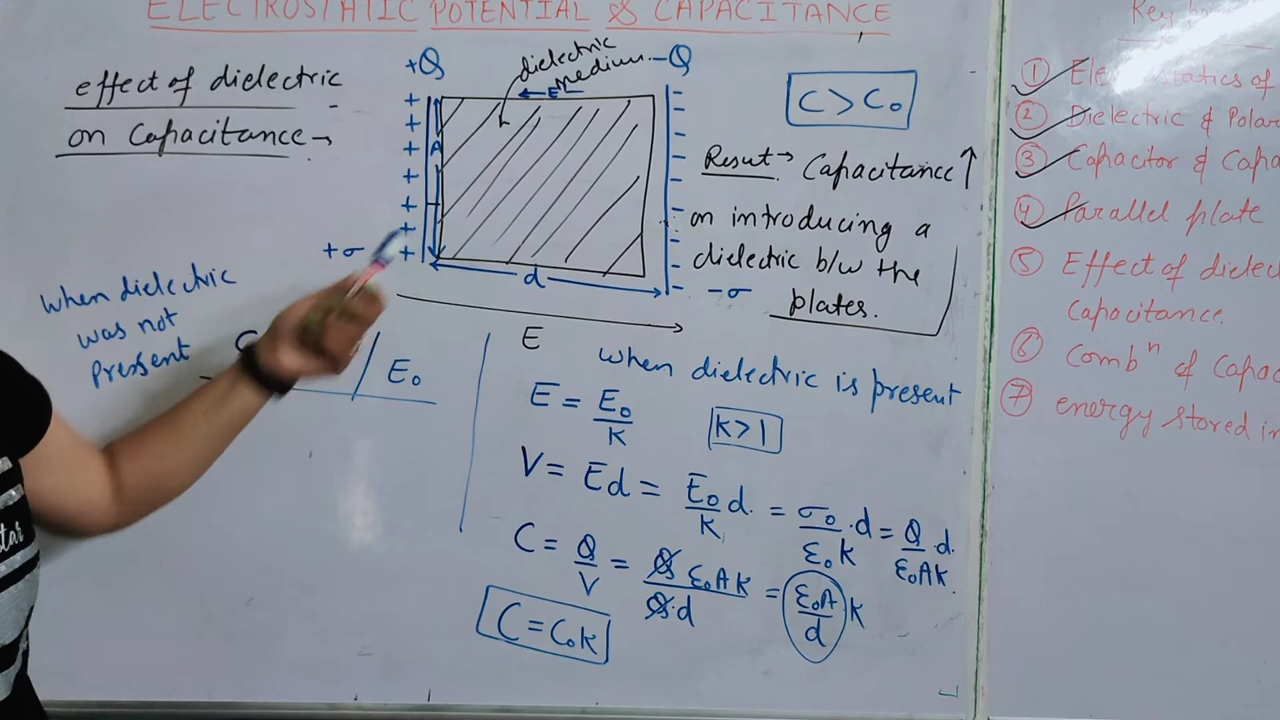 ELECTROSTATIC POTENTIAL & CAPACITANCE
effect of dielectric
on Capacitance→
+Q
dielectric
medium
-Q
A
+σ
d
-σ
E
C > C₀
Result → Capacitance ↑
on introducing a
dielectric b/w the
plates.
When dielectric
was not
pressent
/ E₀
when dielectric is present
E = E₀/K
K>1
V = Ed = E₀/K d. = σ₀/ε₀K .d = Q/ε₀AK .d.
C = Q/V = Q ε₀AK/Q.d = ε₀A/d K
C = C₀K
① Electrostatics of
② Dielectric & Polar
③ Capacitor & Capa
④ Parallel plate
⑤ Effect of dielec
Capacitance.
⑥ Combⁿ of Capac
⑦ energy stored in